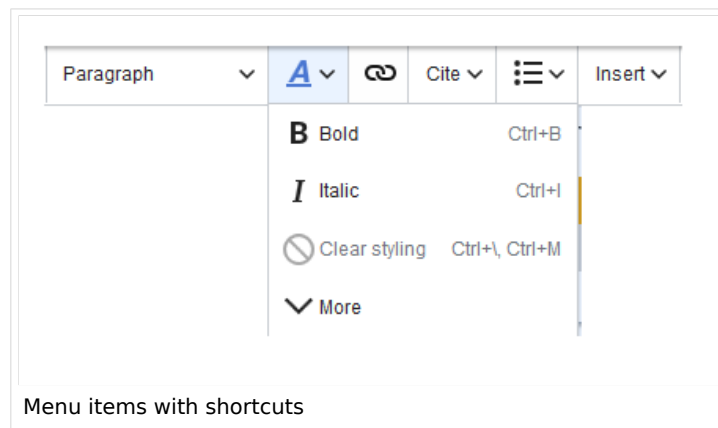 Paragraph A Cite Insert
B Bold Ctrl+B
I Italic Ctrl+I
Clear styling Ctrl+\, Ctrl+M
More
Menu items with shortcuts